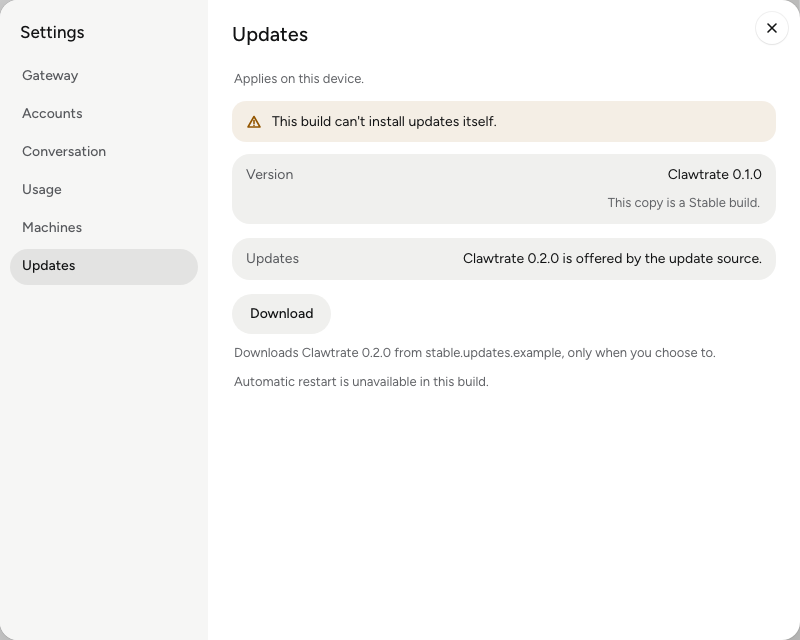 Settings
Gateway
Accounts
Conversation
Usage
Machines
Updates
Updates
Applies on this device.
This build can't install updates itself.
Version
Clawtrate 0.1.0
This copy is a Stable build.
Updates
Clawtrate 0.2.0 is offered by the update source.
Download
Downloads Clawtrate 0.2.0 from stable.updates.example, only when you choose to.
Automatic restart is unavailable in this build.